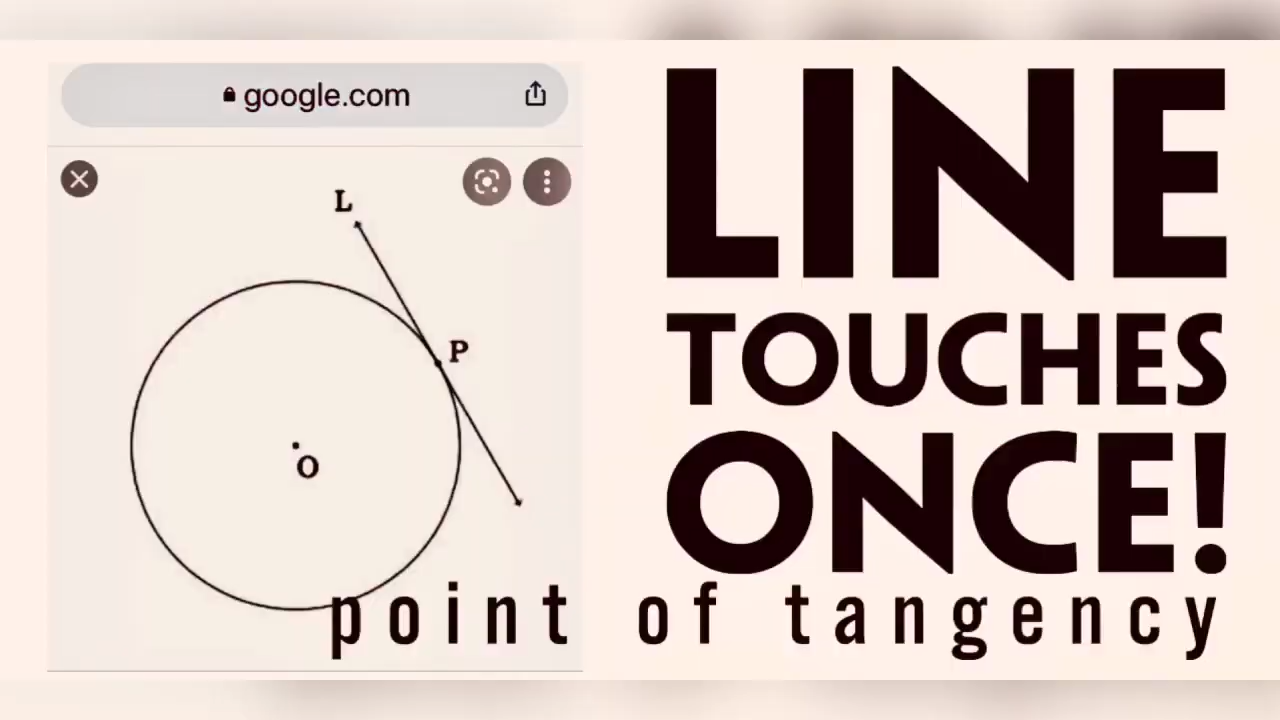 google.com
L
P
O
LINE
TOUCHES
ONCE!
point of tangency